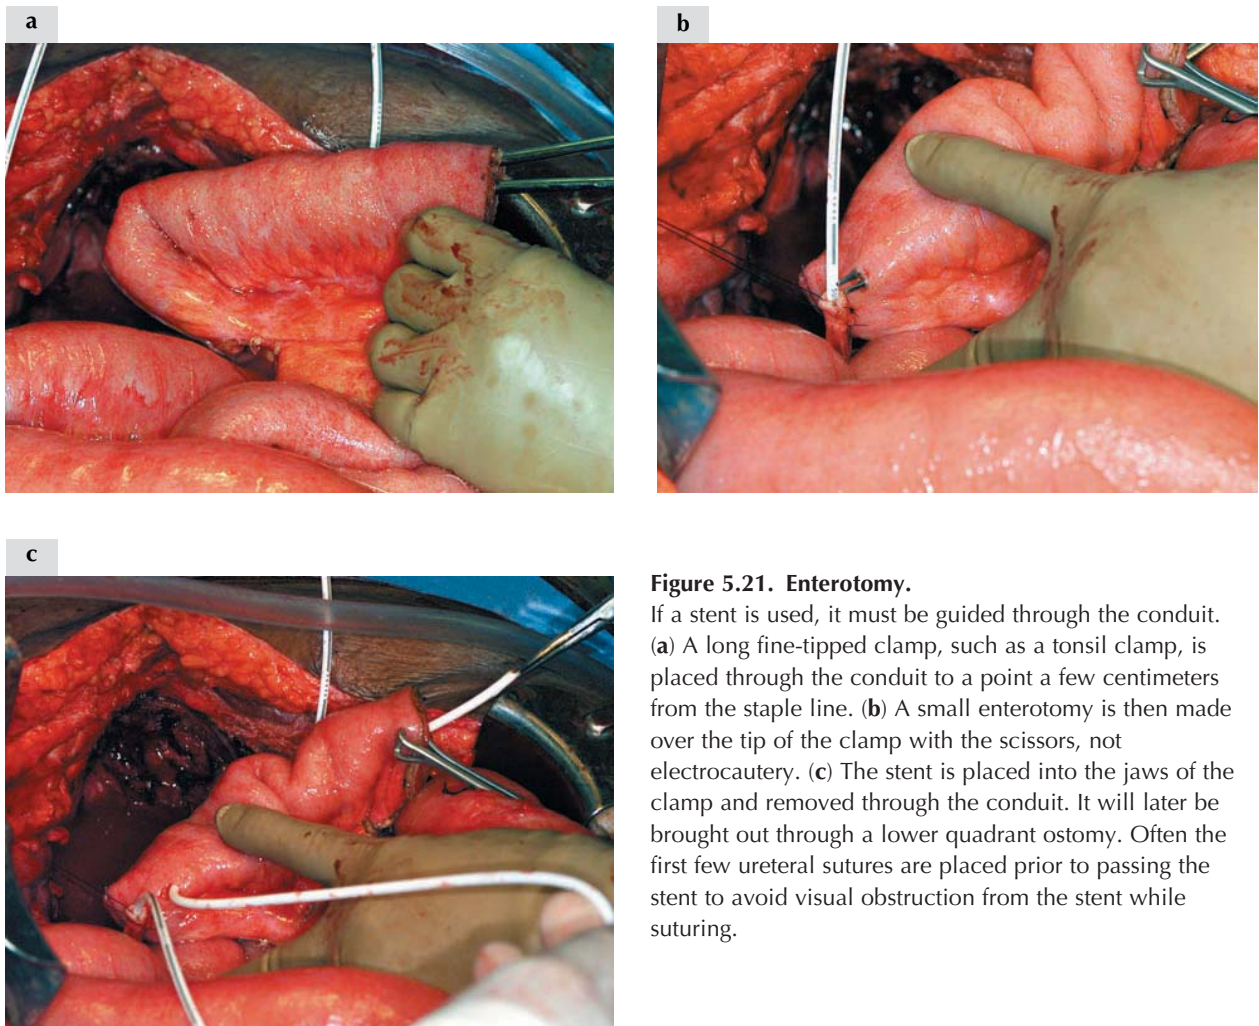 a
b
c
Figure 5.21. Enterotomy.
If a stent is used, it must be guided through the conduit.
(a) A long fine-tipped clamp, such as a tonsil clamp, is
placed through the conduit to a point a few centimeters
from the staple line. (b) A small enterotomy is then made
over the tip of the clamp with the scissors, not
electrocautery. (c) The stent is placed into the jaws of the
clamp and removed through the conduit. It will later be
brought out through a lower quadrant ostomy. Often the
first few ureteral sutures are placed prior to passing the
stent to avoid visual obstruction from the stent while
suturing.